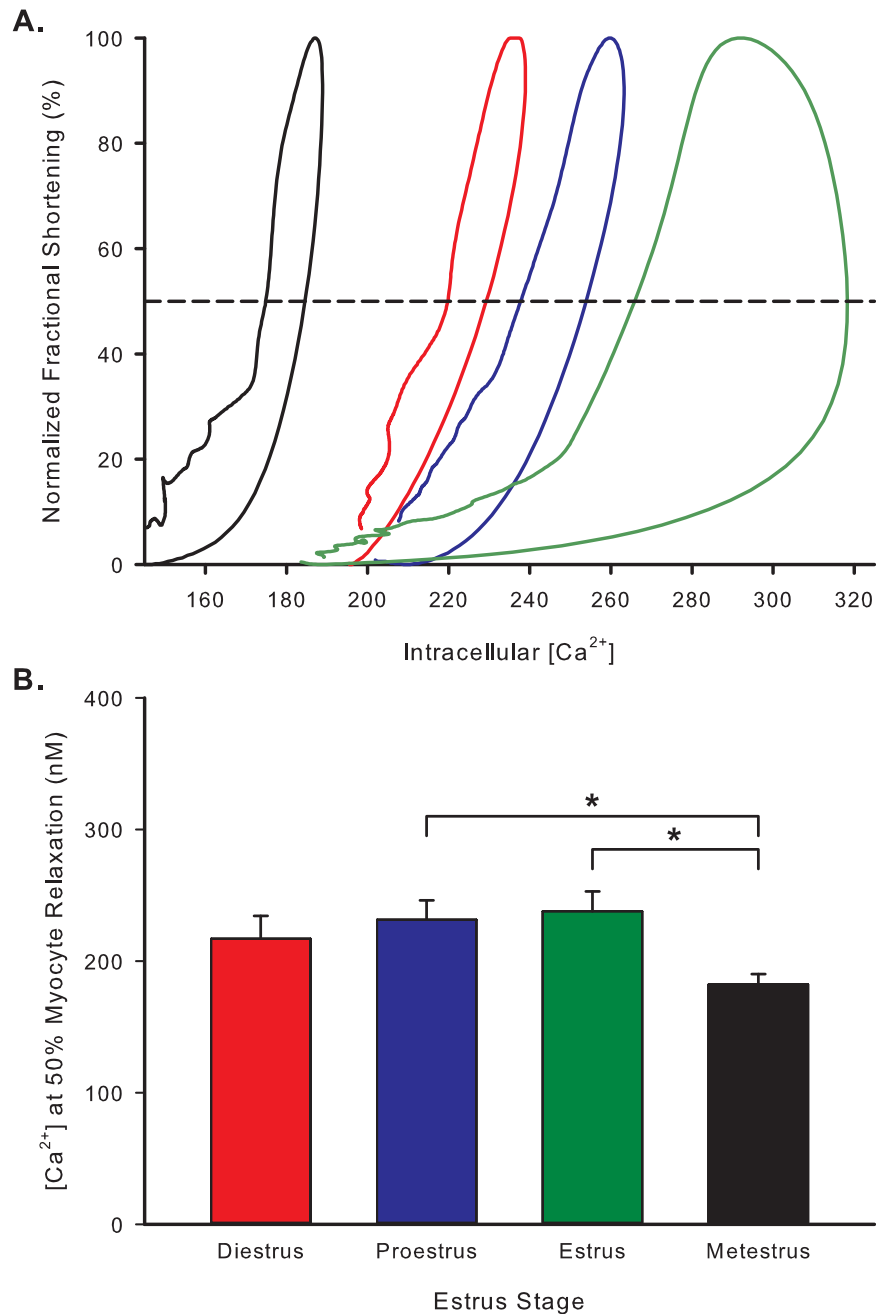 A.
Normalized Fractional Shortening (%)
100
80
60
40
20
0
160 180 200 220 240 260 280 300 320
Intracellular [Ca²⁺]
B.
[Ca²⁺] at 50% Myocyte Relaxation (nM)
400
300
200
100
0
*
*
Diestrus Proestrus Estrus Metestrus
Estrus Stage